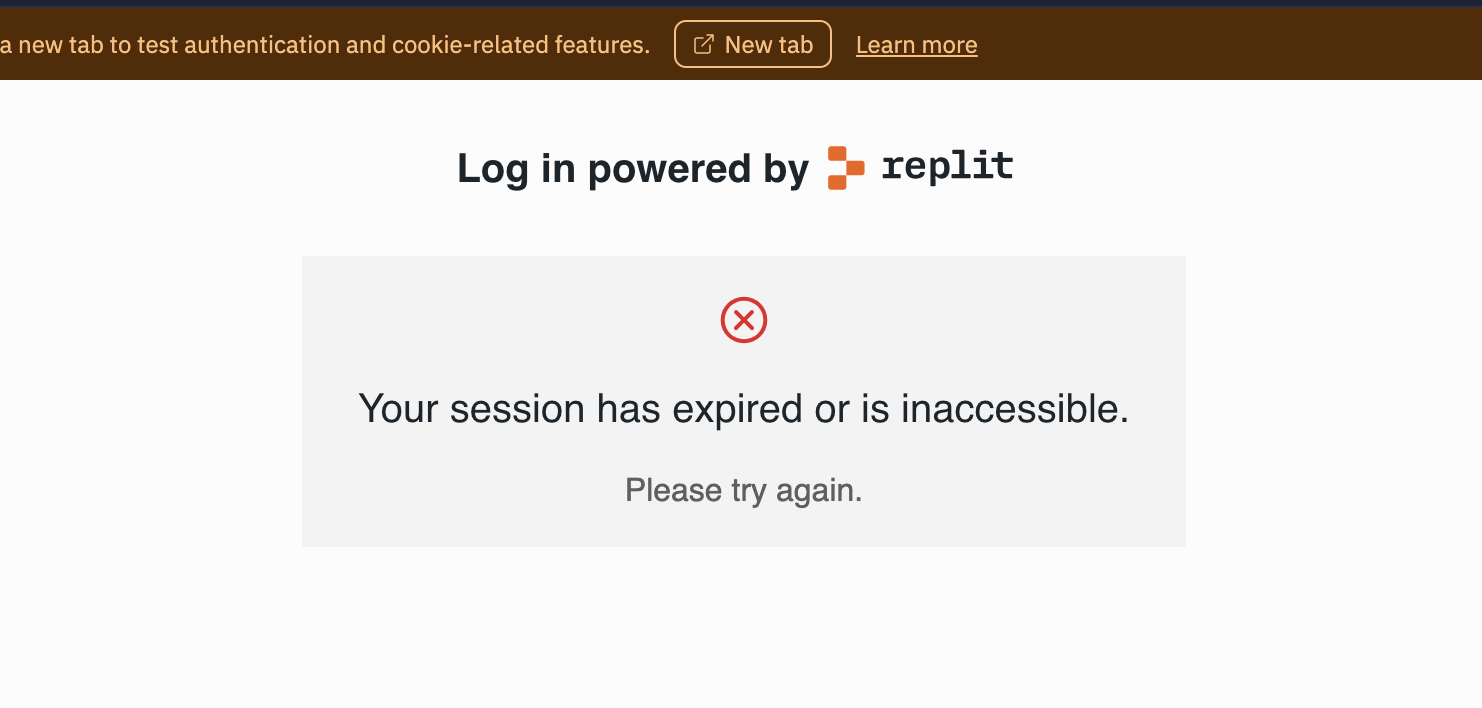 a new tab to test authentication and cookie-related features. New tab Learn more
Log in powered by replit
Your session has expired or is inaccessible.
Please try again.